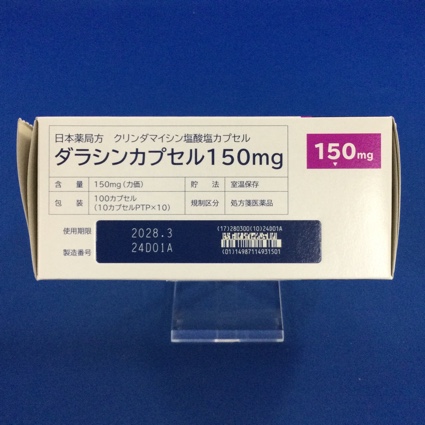 日本薬局方 クリンダマイシン塩酸塩カプセル
ダラシンカプセル150mg
150mg
含量 150mg(力価) 貯法 室温保存
包装 100カプセル (10カプセルPTP×10) 規制区分 処方箋医薬品
使用期限 2028.3
製造番号 24D01A
(17)280300(10)24D01A
(01)14987114931501